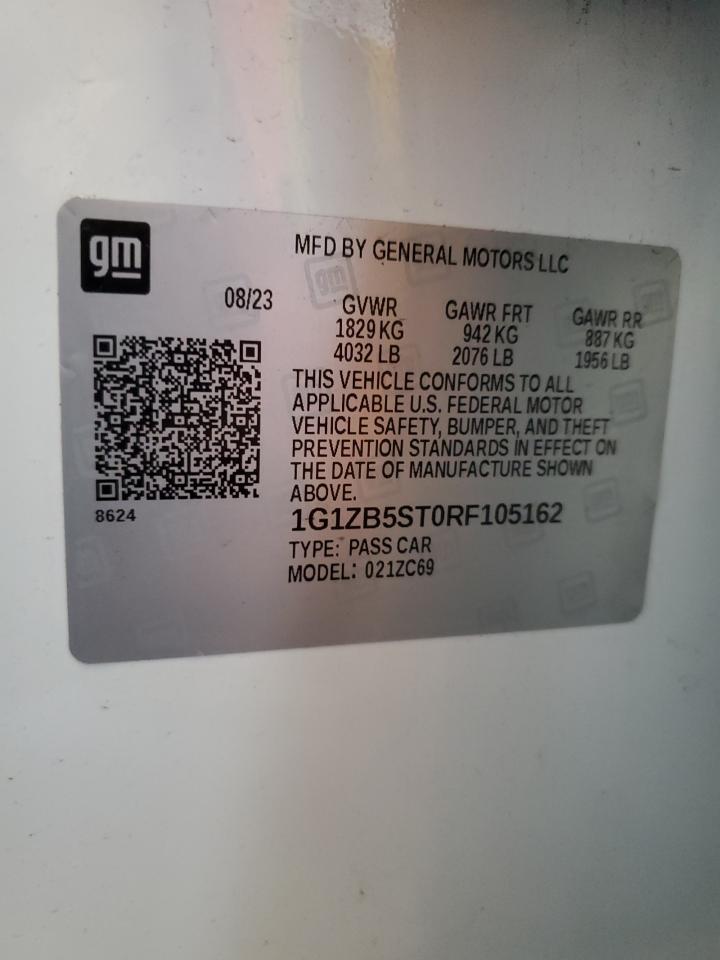 gm
MFD BY GENERAL MOTORS LLC
08/23
GVWR GAWR FRT GAWR RR
1829 KG 942 KG 887 KG
4032 LB 2076 LB 1956 LB
THIS VEHICLE CONFORMS TO ALL
APPLICABLE U.S. FEDERAL MOTOR
VEHICLE SAFETY, BUMPER, AND THEFT
PREVENTION STANDARDS IN EFFECT ON
THE DATE OF MANUFACTURE SHOWN
ABOVE.
8624
1G1ZB5ST0RF105162
TYPE: PASS CAR
MODEL: 021ZC69